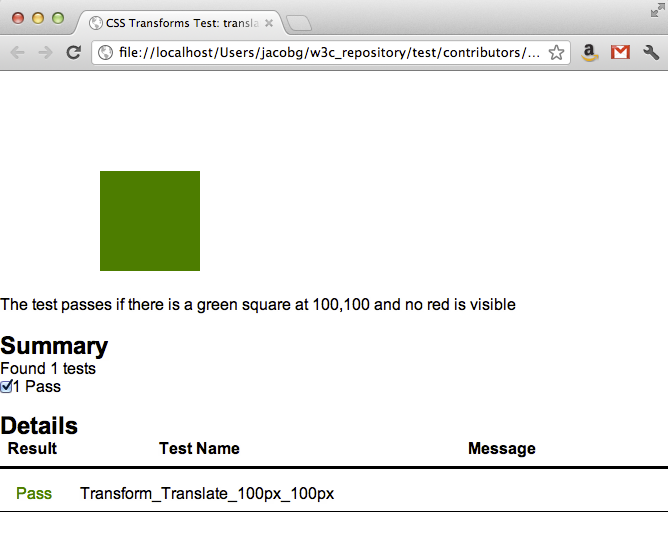 CSS Transforms Test: transla
file://localhost/Users/jacobg/w3c_repository/test/contributors/...
The test passes if there is a green square at 100,100 and no red is visible
Summary
Found 1 tests
1 Pass
Details
Result Test Name Message
Pass Transform_Translate_100px_100px